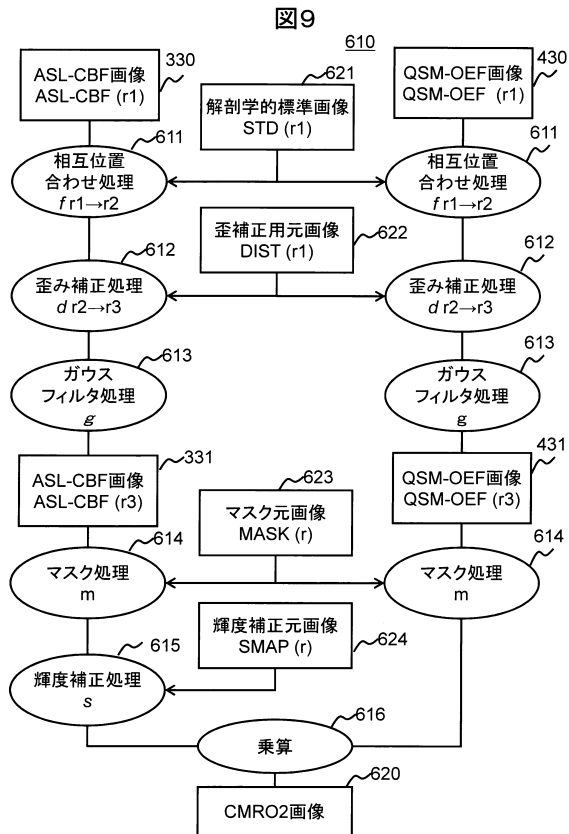 図9
610
330
ASL-CBF画像
ASL-CBF (r1)
621
解剖学的標準画像
STD (r1)
430
QSM-OEF画像
QSM-OEF (r1)
611
相互位置
合わせ処理
f r1→r2
611
相互位置
合わせ処理
f r1→r2
622
歪補正用元画像
DIST (r1)
612
歪み補正処理
d r2→r3
612
歪み補正処理
d r2→r3
613
ガウス
フィルタ処理
g
613
ガウス
フィルタ処理
g
331
ASL-CBF画像
ASL-CBF (r3)
431
QSM-OEF画像
QSM-OEF (r3)
623
マスク元画像
MASK (r)
614
マスク処理
m
614
マスク処理
m
624
輝度補正元画像
SMAP (r)
615
輝度補正処理
s
616
乗算
620
CMRO2画像